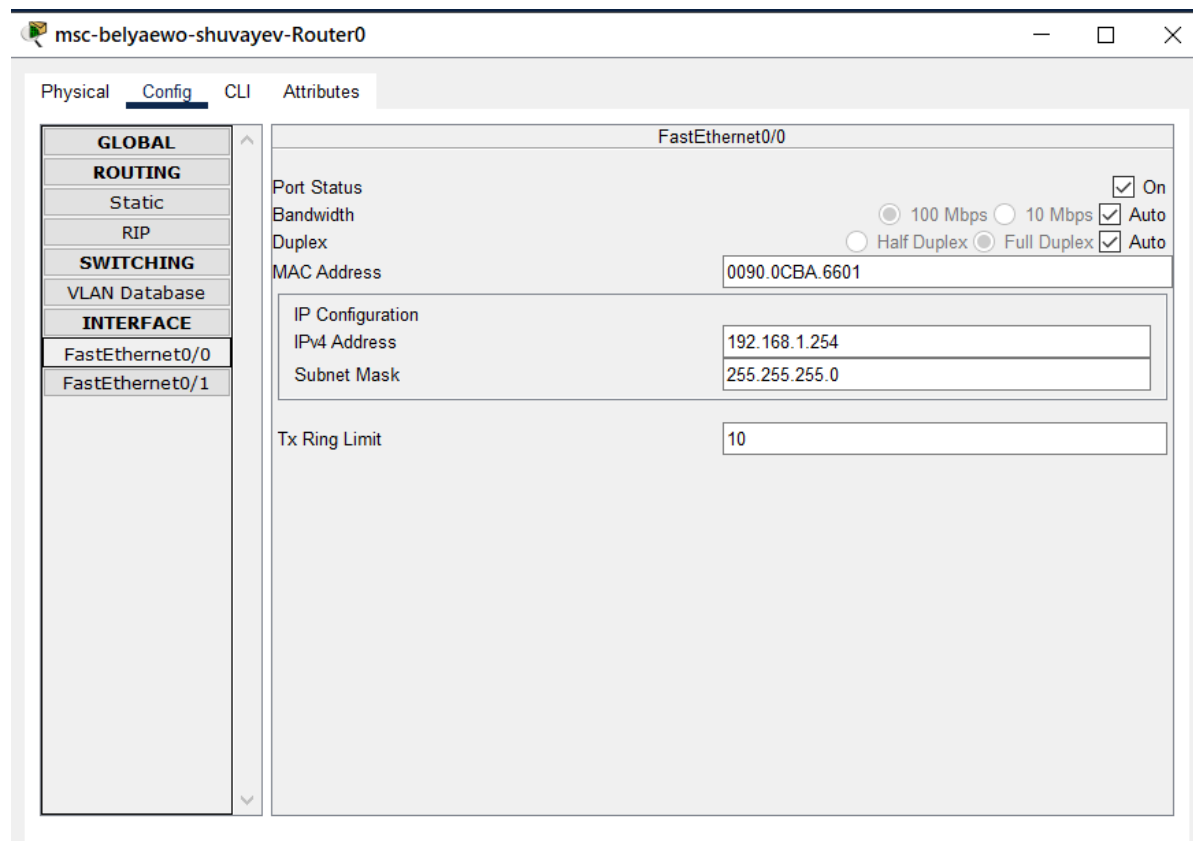 msc-belyaewo-shuvayev-Router0
Physical Config CLI Attributes
GLOBAL
ROUTING
Static
RIP
SWITCHING
VLAN Database
INTERFACE
FastEthernet0/0
FastEthernet0/1
FastEthernet0/0
Port Status On
Bandwidth 100 Mbps 10 Mbps Auto
Duplex Half Duplex Full Duplex Auto
MAC Address 0090.0CBA.6601
IP Configuration
IPv4 Address 192.168.1.254
Subnet Mask 255.255.255.0
Tx Ring Limit 10